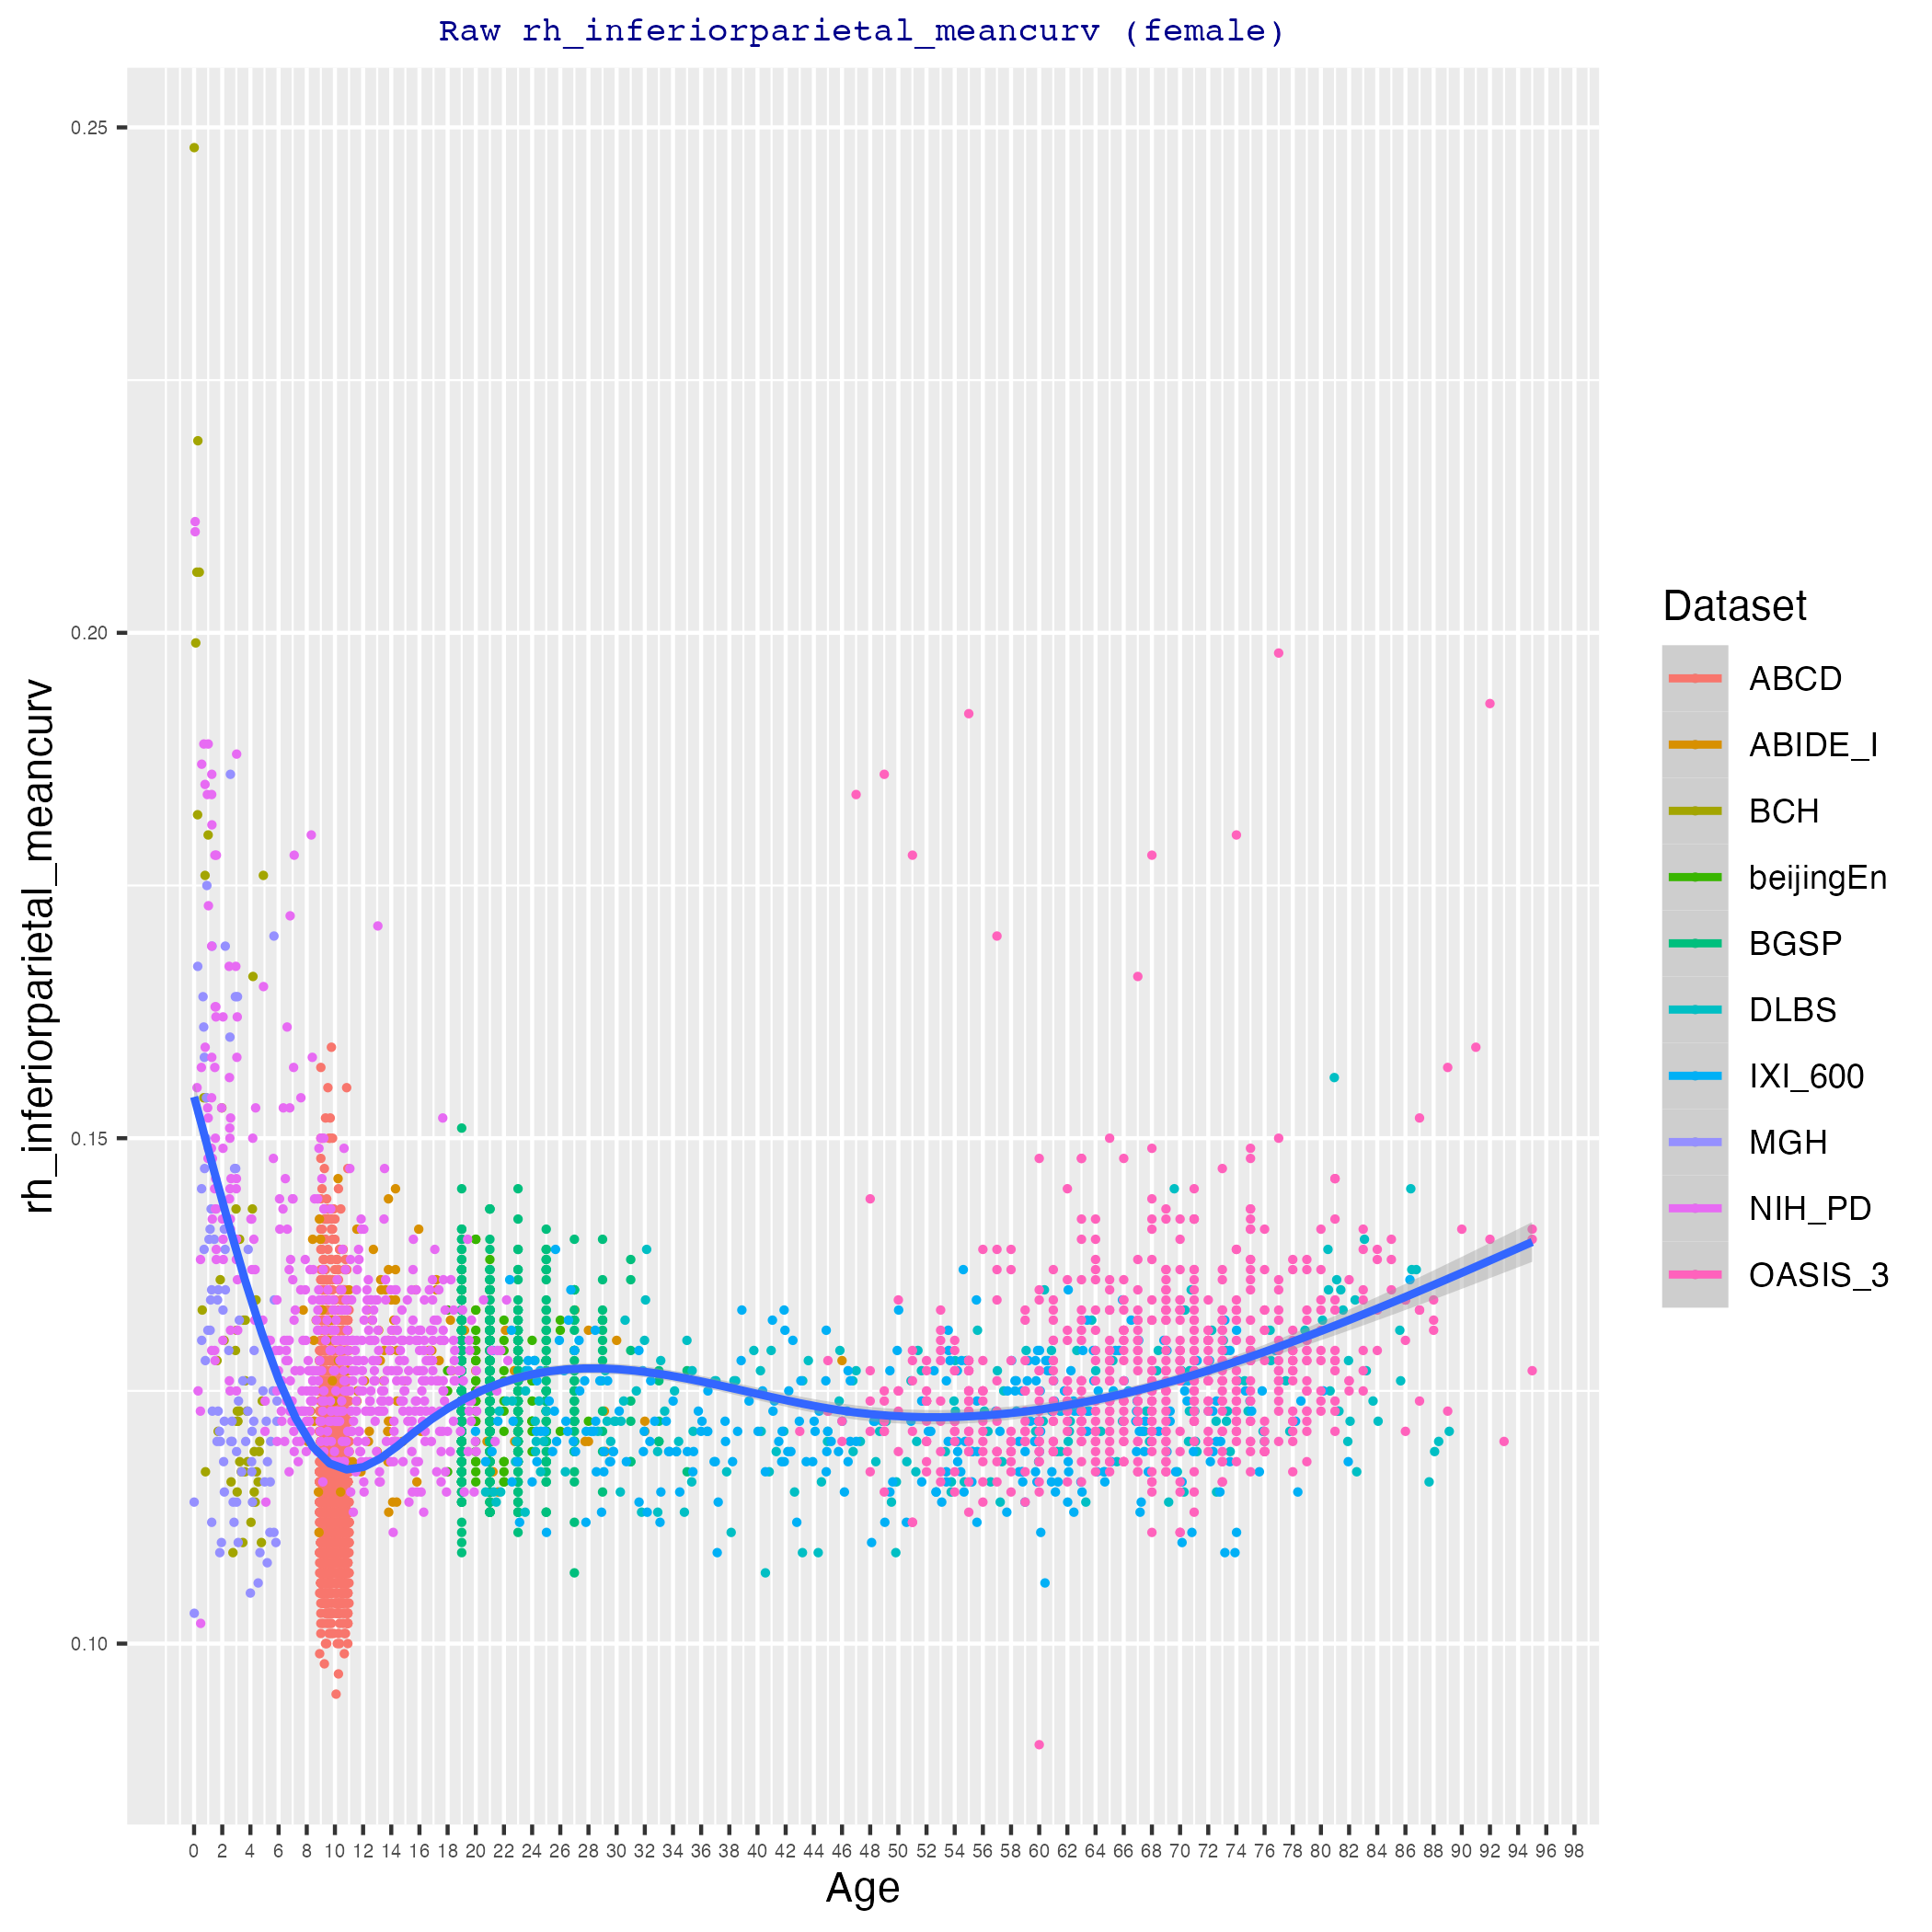 Raw rh_inferiorparietal_meancurv (female)
rh_inferiorparietal_meancurv
0.25
0.20
0.15
0.10
0 2 4 6 8 10 12 14 16 18 20 22 24 26 28 30 32 34 36 38 40 42 44 46 48 50 52 54 56 58 60 62 64 66 68 70 72 74 76 78 80 82 84 86 88 90 92 94 96 98
Age
Dataset
ABCD
ABIDE_I
BCH
beijingEn
BGSP
DLBS
IXI_600
MGH
NIH_PD
OASIS_3